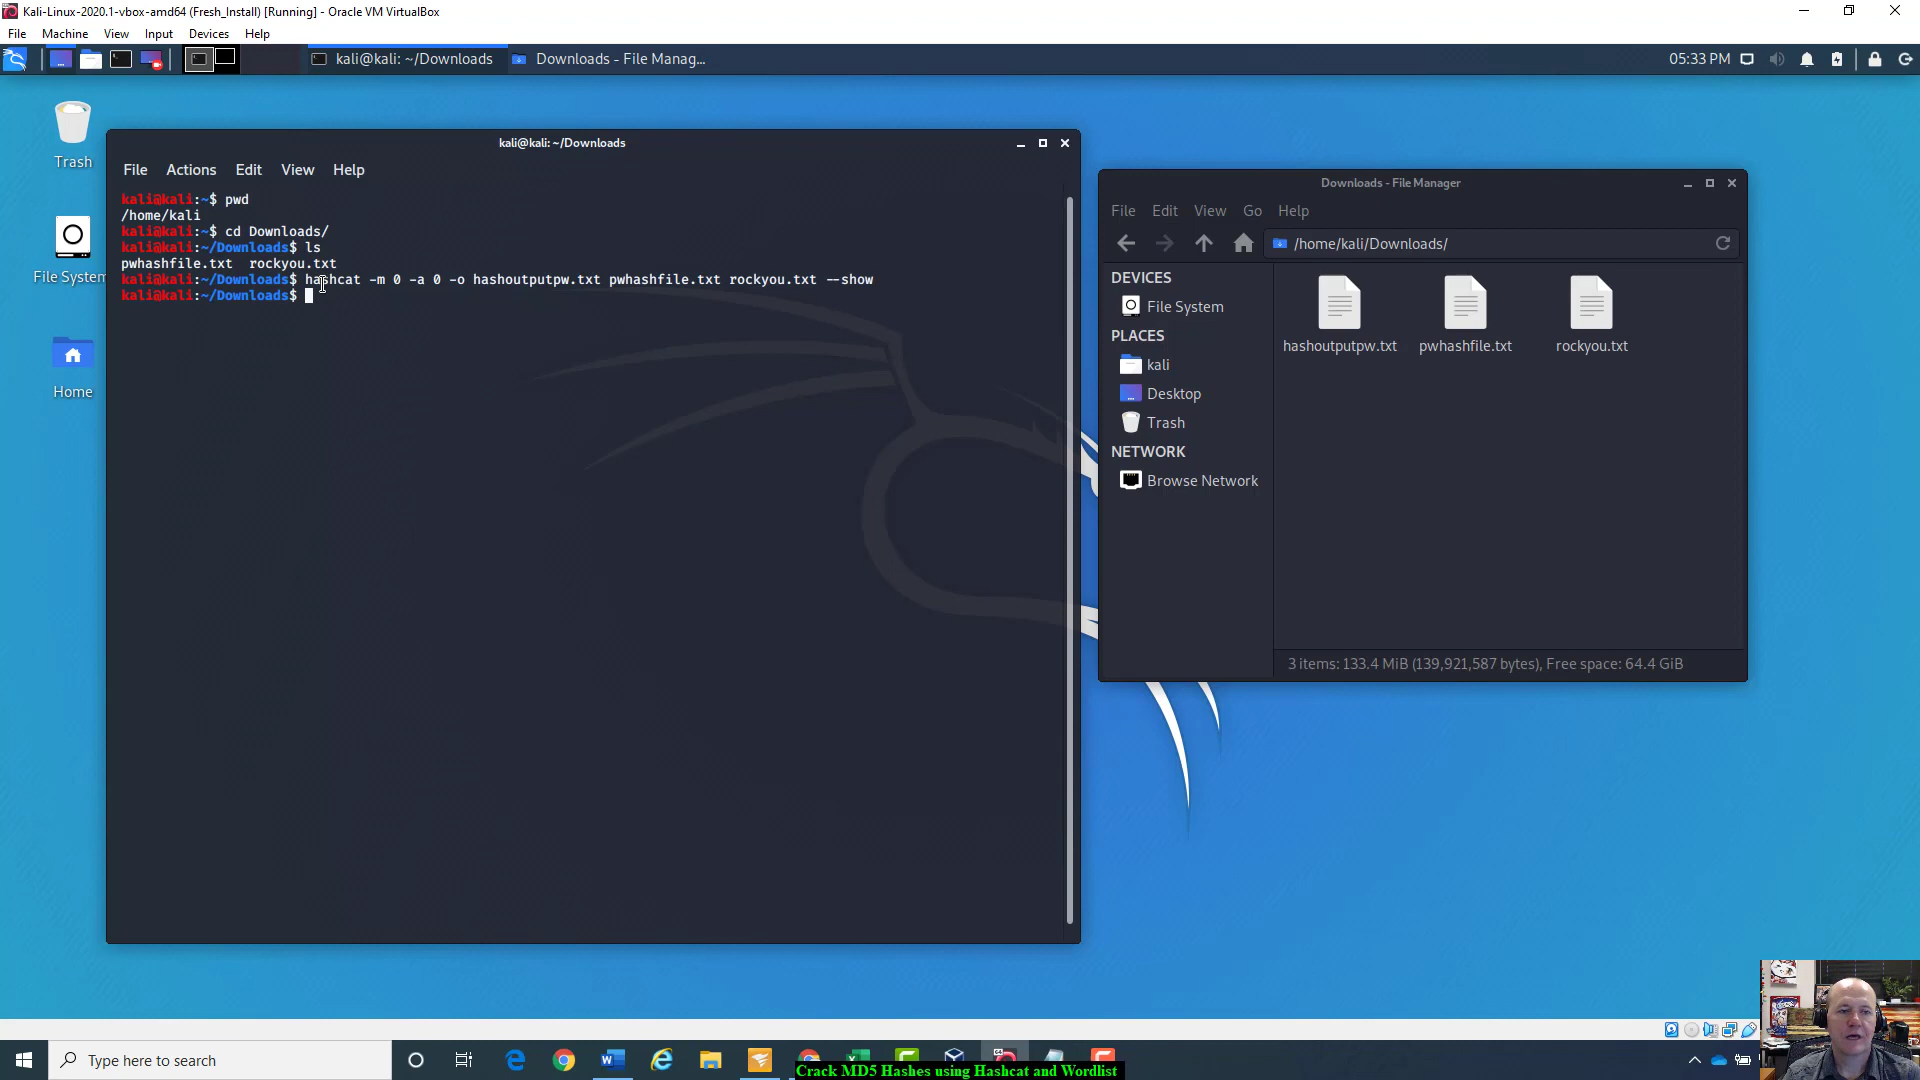 Kali-Linux-2020.1-vbox-amd64 (Fresh_Install) [Running] - Oracle VM VirtualBox
File Machine View Input Devices Help
kali@kali: ~/Downloads
Downloads - File Manag...
05:33 PM
Trash
File System
Home
kali@kali: ~/Downloads
File Actions Edit View Help
kali@kali:~$ pwd
/home/kali
kali@kali:~$ cd Downloads/
kali@kali:~/Downloads$ ls
pwhashfile.txt rockyou.txt
kali@kali:~/Downloads$ hashcat -m 0 -a 0 -o hashoutputpw.txt pwhashfile.txt rockyou.txt --show
kali@kali:~/Downloads$
Downloads - File Manager
File Edit View Go Help
/home/kali/Downloads/
DEVICES
File System
PLACES
kali
Desktop
Trash
NETWORK
Browse Network
hashoutputpw.txt
pwhashfile.txt
rockyou.txt
3 items: 133.4 MiB (139,921,587 bytes), Free space: 64.4 GiB
Type here to search
Crack MD5 Hashes using Hashcat and Wordlist